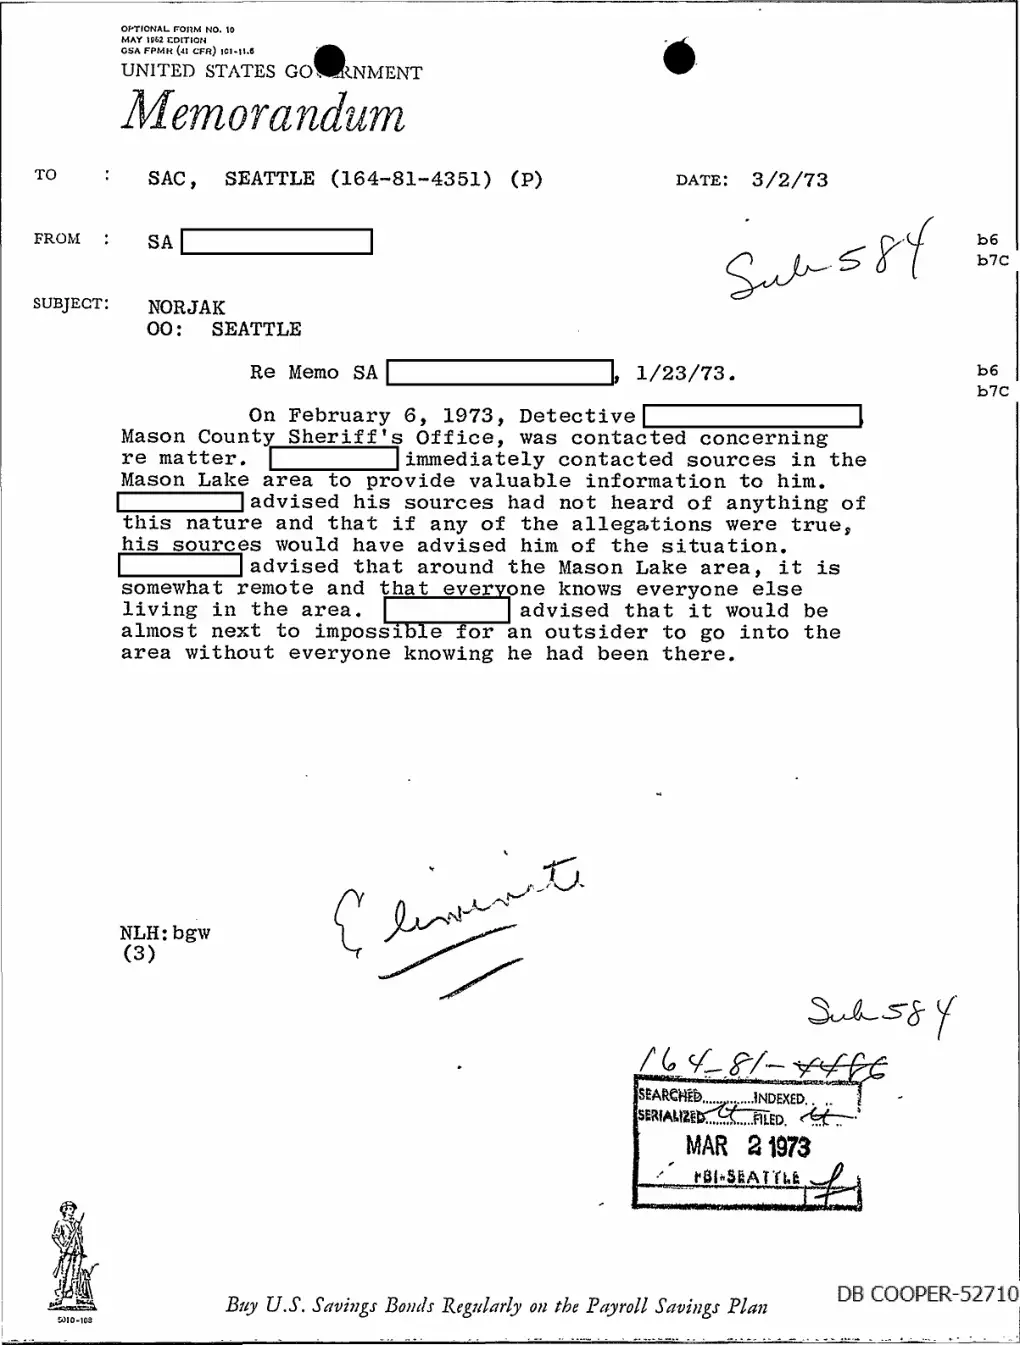 OPTIONAL FORM NO. 10
MAY 1962 EDITION
GSA FPMR (41 CFR) 101-11.6
UNITED STATES GO RNMENT
Memorandum
TO : SAC, SEATTLE (164-81-4351) (P) DATE: 3/2/73
FROM : SA b6
b7C
Sub 584
SUBJECT: NORJAK
OO: SEATTLE
Re Memo SA , 1/23/73. b6
b7C
On February 6, 1973, Detective
Mason County Sheriff's Office, was contacted concerning
re matter. immediately contacted sources in the
Mason Lake area to provide valuable information to him.
advised his sources had not heard of anything of
this nature and that if any of the allegations were true,
his sources would have advised him of the situation.
advised that around the Mason Lake area, it is
somewhat remote and that everyone knows everyone else
living in the area. advised that it would be
almost next to impossible for an outsider to go into the
area without everyone knowing he had been there.
Eliminate
NLH:bgw
(3)
Sub 584
164-81-4486
SEARCHED INDEXED
SERIALIZED FILED
MAR 2 1973
FBI-SEATTLE
5010-108
Buy U.S. Savings Bonds Regularly on the Payroll Savings Plan
DB COOPER-52710